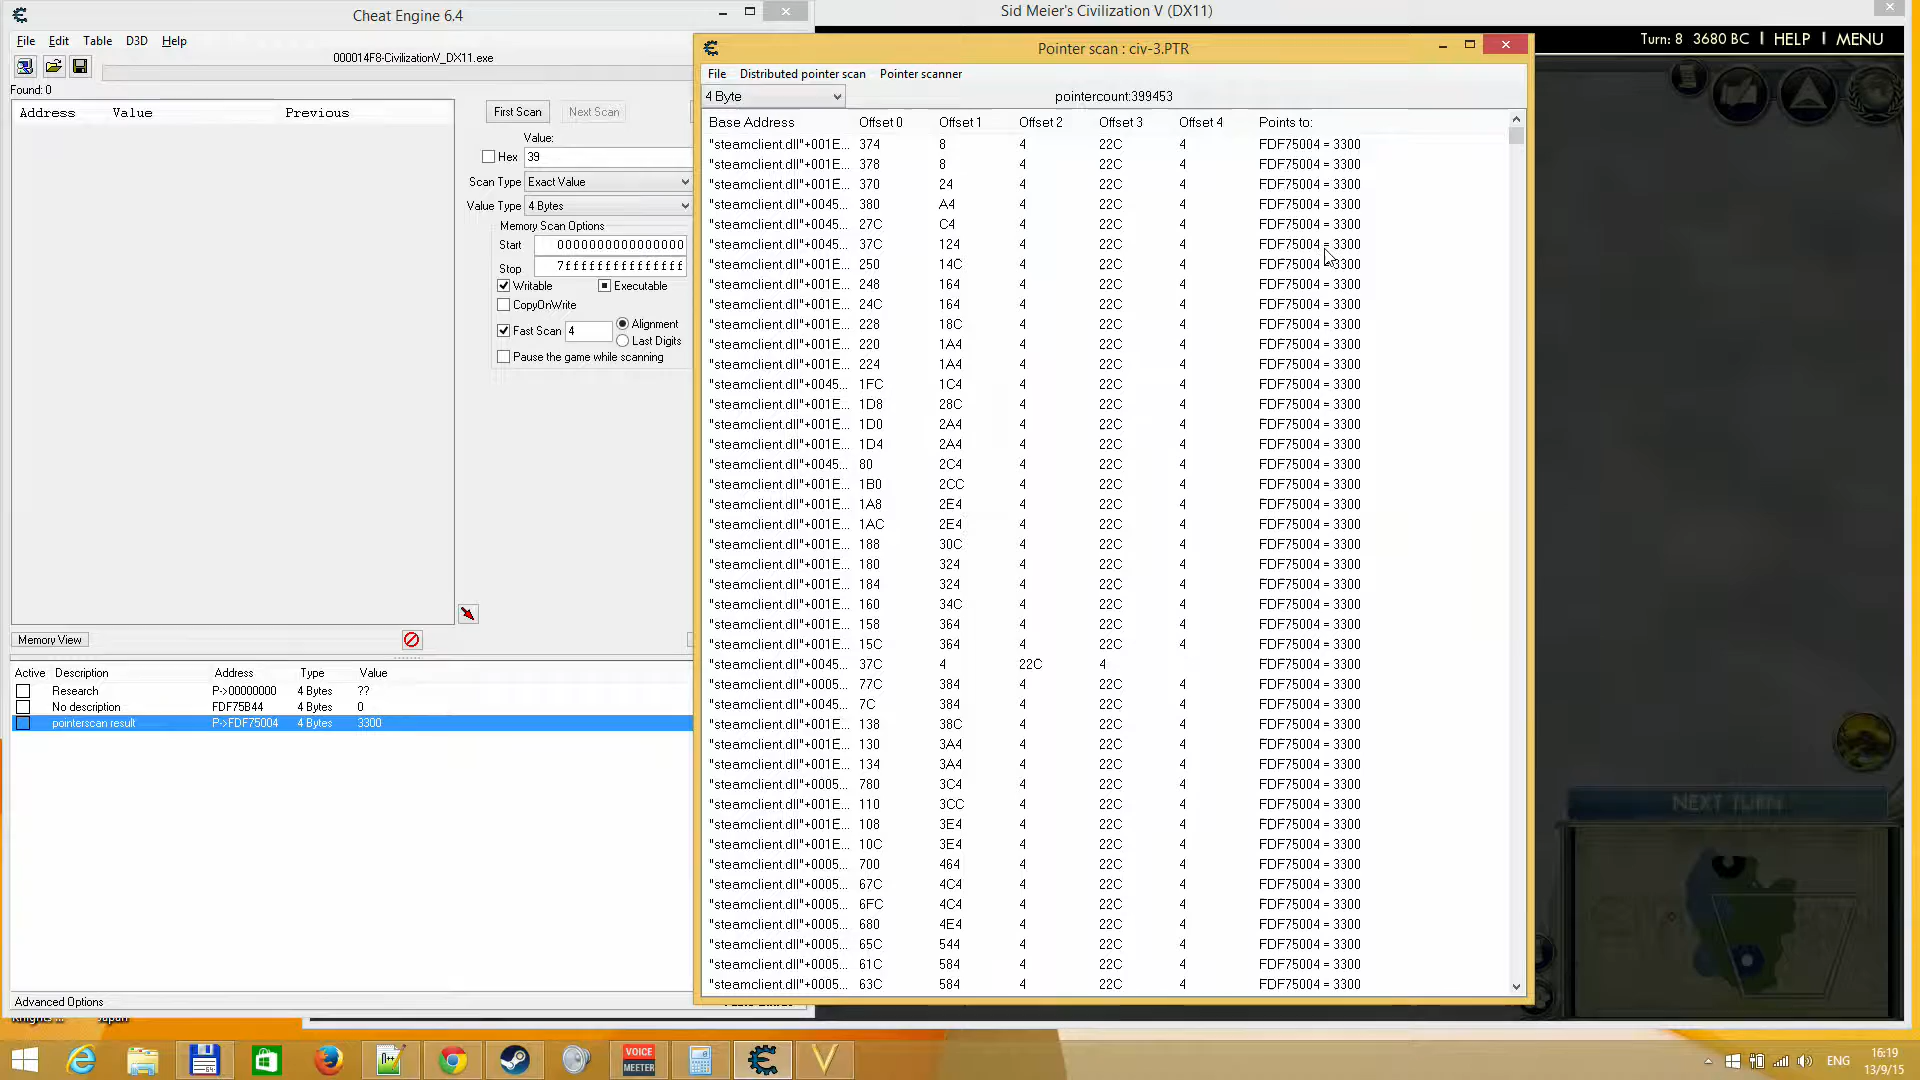 Cheat Engine 6.4
File Edit Table D3D Help
000014F8-CivilizationV_DX11.exe
Found: 0
Address Value Previous
First Scan Next Scan
Value:
Hex 39
Scan Type Exact Value
Value Type 4 Bytes
Memory Scan Options
Start 0000000000000000
Stop 7fffffffffffffff
Writable Executable
CopyOnWrite
Fast Scan 4 Alignment
Last Digits
Pause the game while scanning
Memory View
Active Description Address Type Value
Research P->00000000 4 Bytes ??
No description FDF75B44 4 Bytes 0
pointerscan result P->FDF75004 4 Bytes 3300
Advanced Options
Sid Meier's Civilization V (DX11)
Turn: 8 3680 BC HELP MENU
Pointer scan : civ-3.PTR
File Distributed pointer scan Pointer scanner
4 Byte pointercount:399453
Base Address Offset 0 Offset 1 Offset 2 Offset 3 Offset 4 Points to:
"steamclient.dll"+001E... 374 8 4 22C 4 FDF75004 = 3300
"steamclient.dll"+001E... 378 8 4 22C 4 FDF75004 = 3300
"steamclient.dll"+001E... 370 24 4 22C 4 FDF75004 = 3300
"steamclient.dll"+0045... 380 A4 4 22C 4 FDF75004 = 3300
"steamclient.dll"+0045... 27C C4 4 22C 4 FDF75004 = 3300
"steamclient.dll"+0045... 37C 124 4 22C 4 FDF75004 = 3300
"steamclient.dll"+001E... 250 14C 4 22C 4 FDF75004 = 3300
"steamclient.dll"+001E... 248 164 4 22C 4 FDF75004 = 3300
"steamclient.dll"+001E... 24C 164 4 22C 4 FDF75004 = 3300
"steamclient.dll"+001E... 228 18C 4 22C 4 FDF75004 = 3300
"steamclient.dll"+001E... 220 1A4 4 22C 4 FDF75004 = 3300
"steamclient.dll"+001E... 224 1A4 4 22C 4 FDF75004 = 3300
"steamclient.dll"+0045... 1FC 1C4 4 22C 4 FDF75004 = 3300
"steamclient.dll"+001E... 1D8 28C 4 22C 4 FDF75004 = 3300
"steamclient.dll"+001E... 1D0 2A4 4 22C 4 FDF75004 = 3300
"steamclient.dll"+001E... 1D4 2A4 4 22C 4 FDF75004 = 3300
"steamclient.dll"+0045... 80 2C4 4 22C 4 FDF75004 = 3300
"steamclient.dll"+001E... 1B0 2CC 4 22C 4 FDF75004 = 3300
"steamclient.dll"+001E... 1A8 2E4 4 22C 4 FDF75004 = 3300
"steamclient.dll"+001E... 1AC 2E4 4 22C 4 FDF75004 = 3300
"steamclient.dll"+001E... 188 30C 4 22C 4 FDF75004 = 3300
"steamclient.dll"+001E... 180 324 4 22C 4 FDF75004 = 3300
"steamclient.dll"+001E... 184 324 4 22C 4 FDF75004 = 3300
"steamclient.dll"+001E... 160 34C 4 22C 4 FDF75004 = 3300
"steamclient.dll"+001E... 158 364 4 22C 4 FDF75004 = 3300
"steamclient.dll"+001E... 15C 364 4 22C 4 FDF75004 = 3300
"steamclient.dll"+0045... 37C 4 22C 4 FDF75004 = 3300
"steamclient.dll"+0005... 77C 384 4 22C 4 FDF75004 = 3300
"steamclient.dll"+0045... 7C 384 4 22C 4 FDF75004 = 3300
"steamclient.dll"+001E... 138 38C 4 22C 4 FDF75004 = 3300
"steamclient.dll"+001E... 130 3A4 4 22C 4 FDF75004 = 3300
"steamclient.dll"+001E... 134 3A4 4 22C 4 FDF75004 = 3300
"steamclient.dll"+0005... 780 3C4 4 22C 4 FDF75004 = 3300
"steamclient.dll"+001E... 110 3CC 4 22C 4 FDF75004 = 3300
"steamclient.dll"+001E... 108 3E4 4 22C 4 FDF75004 = 3300
"steamclient.dll"+001E... 10C 3E4 4 22C 4 FDF75004 = 3300
"steamclient.dll"+0005... 700 464 4 22C 4 FDF75004 = 3300
"steamclient.dll"+0005... 67C 4C4 4 22C 4 FDF75004 = 3300
"steamclient.dll"+0005... 6FC 4C4 4 22C 4 FDF75004 = 3300
"steamclient.dll"+0005... 680 4E4 4 22C 4 FDF75004 = 3300
"steamclient.dll"+0005... 65C 544 4 22C 4 FDF75004 = 3300
"steamclient.dll"+0005... 61C 584 4 22C 4 FDF75004 = 3300
"steamclient.dll"+0005... 63C 584 4 22C 4 FDF75004 = 3300
NEXT TURN
VOICE
MEETER
64
ENG
16:19
13/9/15